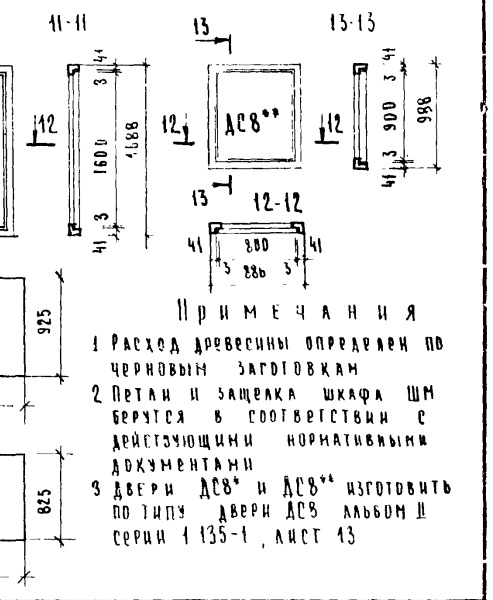 11-11
13
13-13
41
3
1600
1688
3
41
12
12
ДС8**
12
41
3
900
988
3
41
13
12-12
41
800
41
3
886
3
925
825
Примечания
1 Расход древесины определен по
черновым заготовкам
2 Петли и защелка шкафа ШМ
берутся в соответствии с
действующими нормативными
документами
3 Двери ДС8* и ДС8** изготовить
по типу двери ДС8 альбом II
серии 1 135-1, лист 13